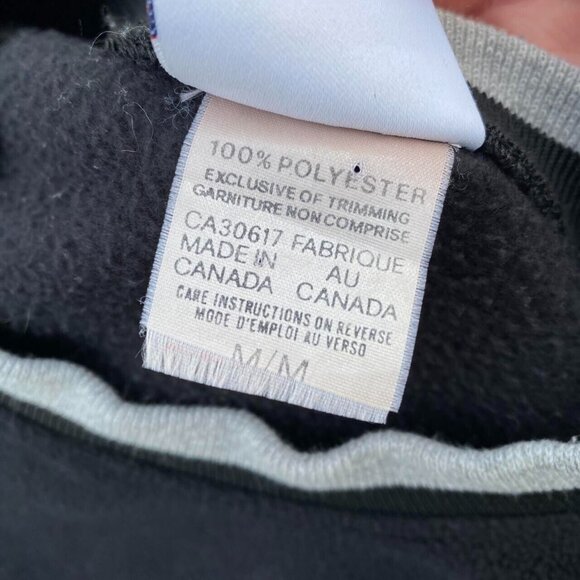 100% POLYESTER
EXCLUSIVE OF TRIMMING
GARNITURE NON COMPRISE
CA30617 FABRIQUE
MADE IN AU
CANADA CANADA
CARE INSTRUCTIONS ON REVERSE
MODE D'EMPLOI AU VERSO
M/M